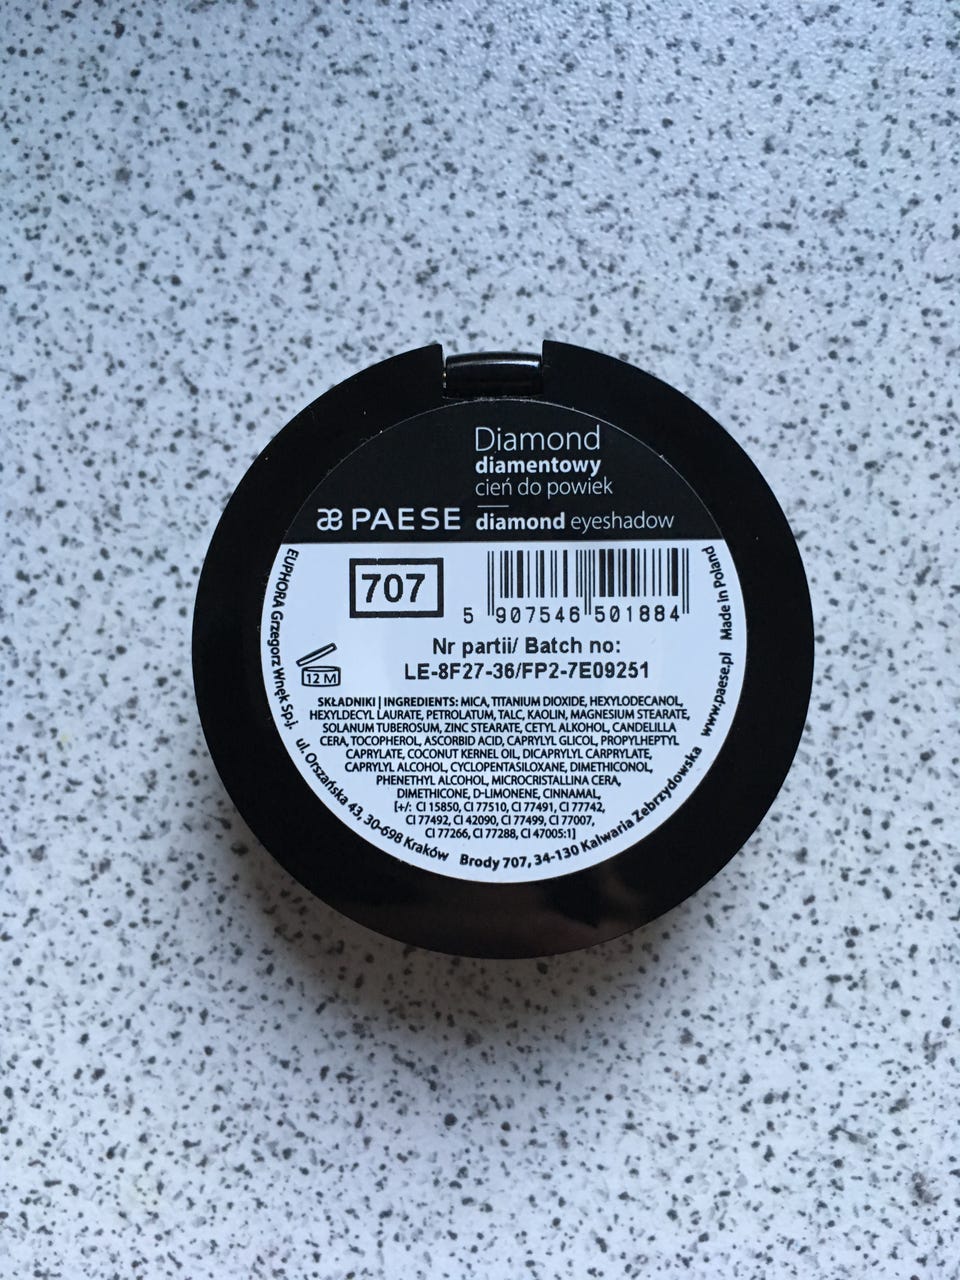 Diamond
diamentowy
cień do powiek
æ PAESE
diamond eyeshadow
707
5 907546 501884
Nr partii/ Batch no:
LE-8F27-36/FP2-7E09251
12 M
SKŁADNIKI | INGREDIENTS: MICA, TITANIUM DIOXIDE, HEXYLODECANOL,
HEXYLDECYL LAURATE, PETROLATUM, TALC, KAOLIN, MAGNESIUM STEARATE,
SOLANUM TUBEROSUM, ZINC STEARATE, CETYL ALKOHOL, CANDELILLA
CERA, TOCOPHEROL, ASCORBID ACID, CAPRYLYL GLICOL, PROPYLHEPTYL
CAPRYLATE, COCONUT KERNEL OIL, DICAPRYLYL CARPRYLATE,
CAPRYLYL ALCOHOL, CYCLOPENTASILOXANE, DIMETHICONOL,
PHENETHYL ALCOHOL, MICROCRISTALLINA CERA,
DIMETHICONE, D-LIMONENE, CINNAMAL,
[+/: CI 15850, CI 77510, CI 77491, CI 77742,
CI 77492, CI 42090, CI 77499, CI 77007,
CI 77266, CI 77288, CI 47005:1]
EUPHORA Grzegorz Wnęk Sp.j. ul. Orszańska 43, 30-698 Kraków Brody 707, 34-130 Kalwaria Zebrzydowska www.paese.pl Made in Poland